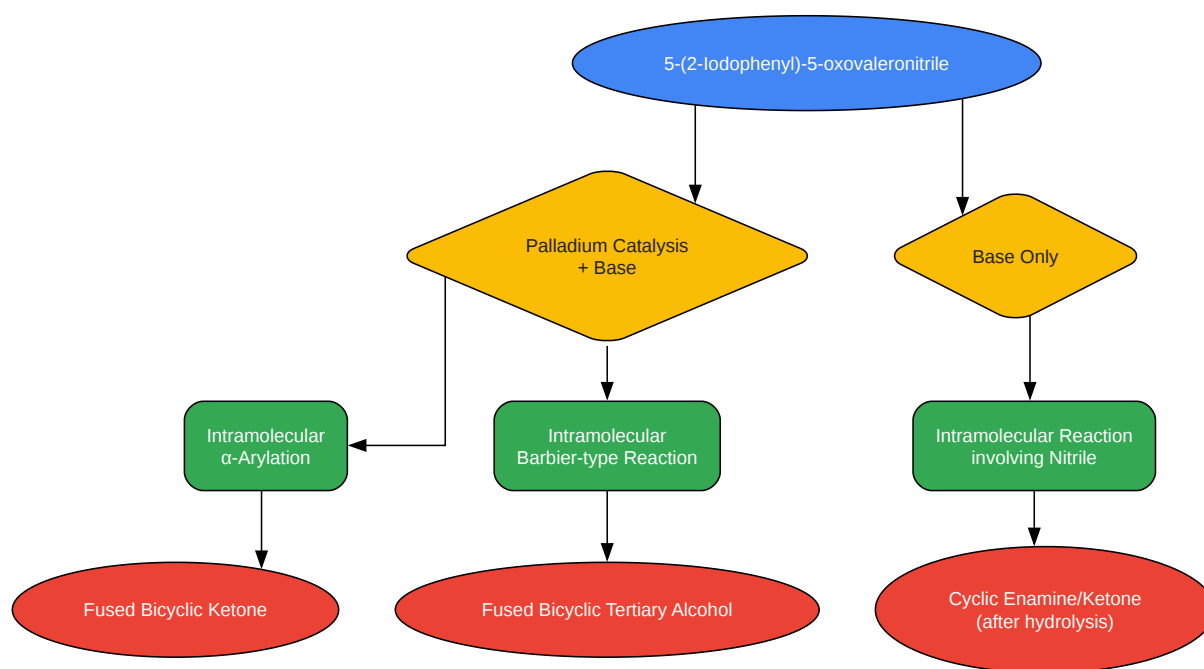 5-(2-Iodophenyl)-5-oxovaleronitrile
Palladium Catalysis
+ Base
Base Only
Intramolecular
α-Arylation
Intramolecular
Barbier-type Reaction
Intramolecular Reaction
involving Nitrile
Fused Bicyclic Ketone
Fused Bicyclic Tertiary Alcohol
Cyclic Enamine/Ketone
(after hydrolysis)